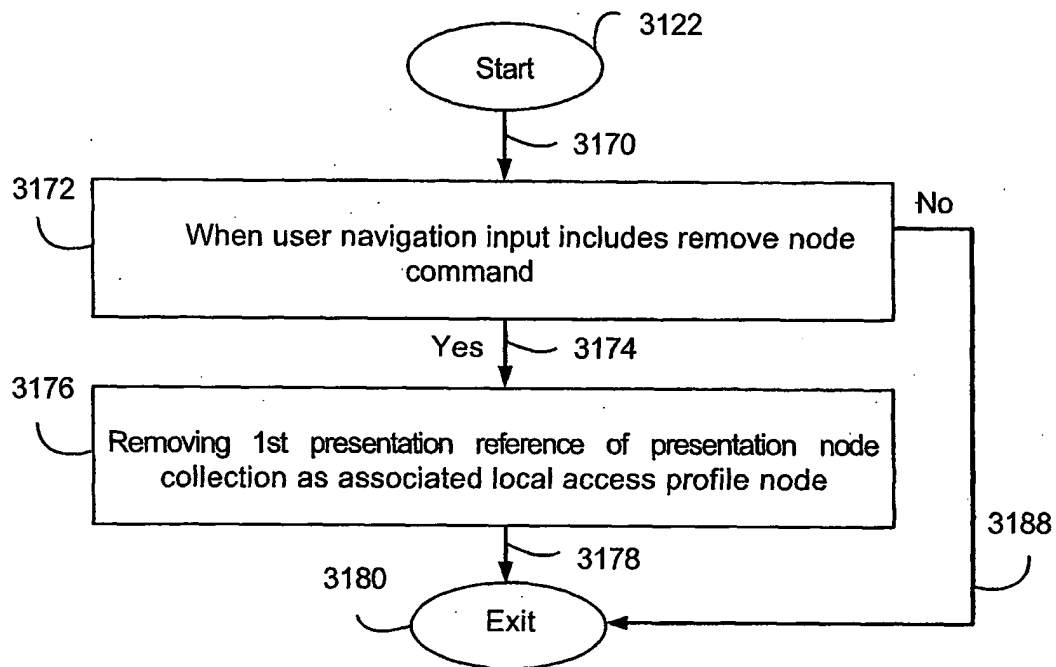 3122
Start
3170
3172
No
When user navigation input includes remove node
command
Yes
3174
3176
Removing 1st presentation reference of presentation node
collection as associated local access profile node
3188
3178
3180
Exit